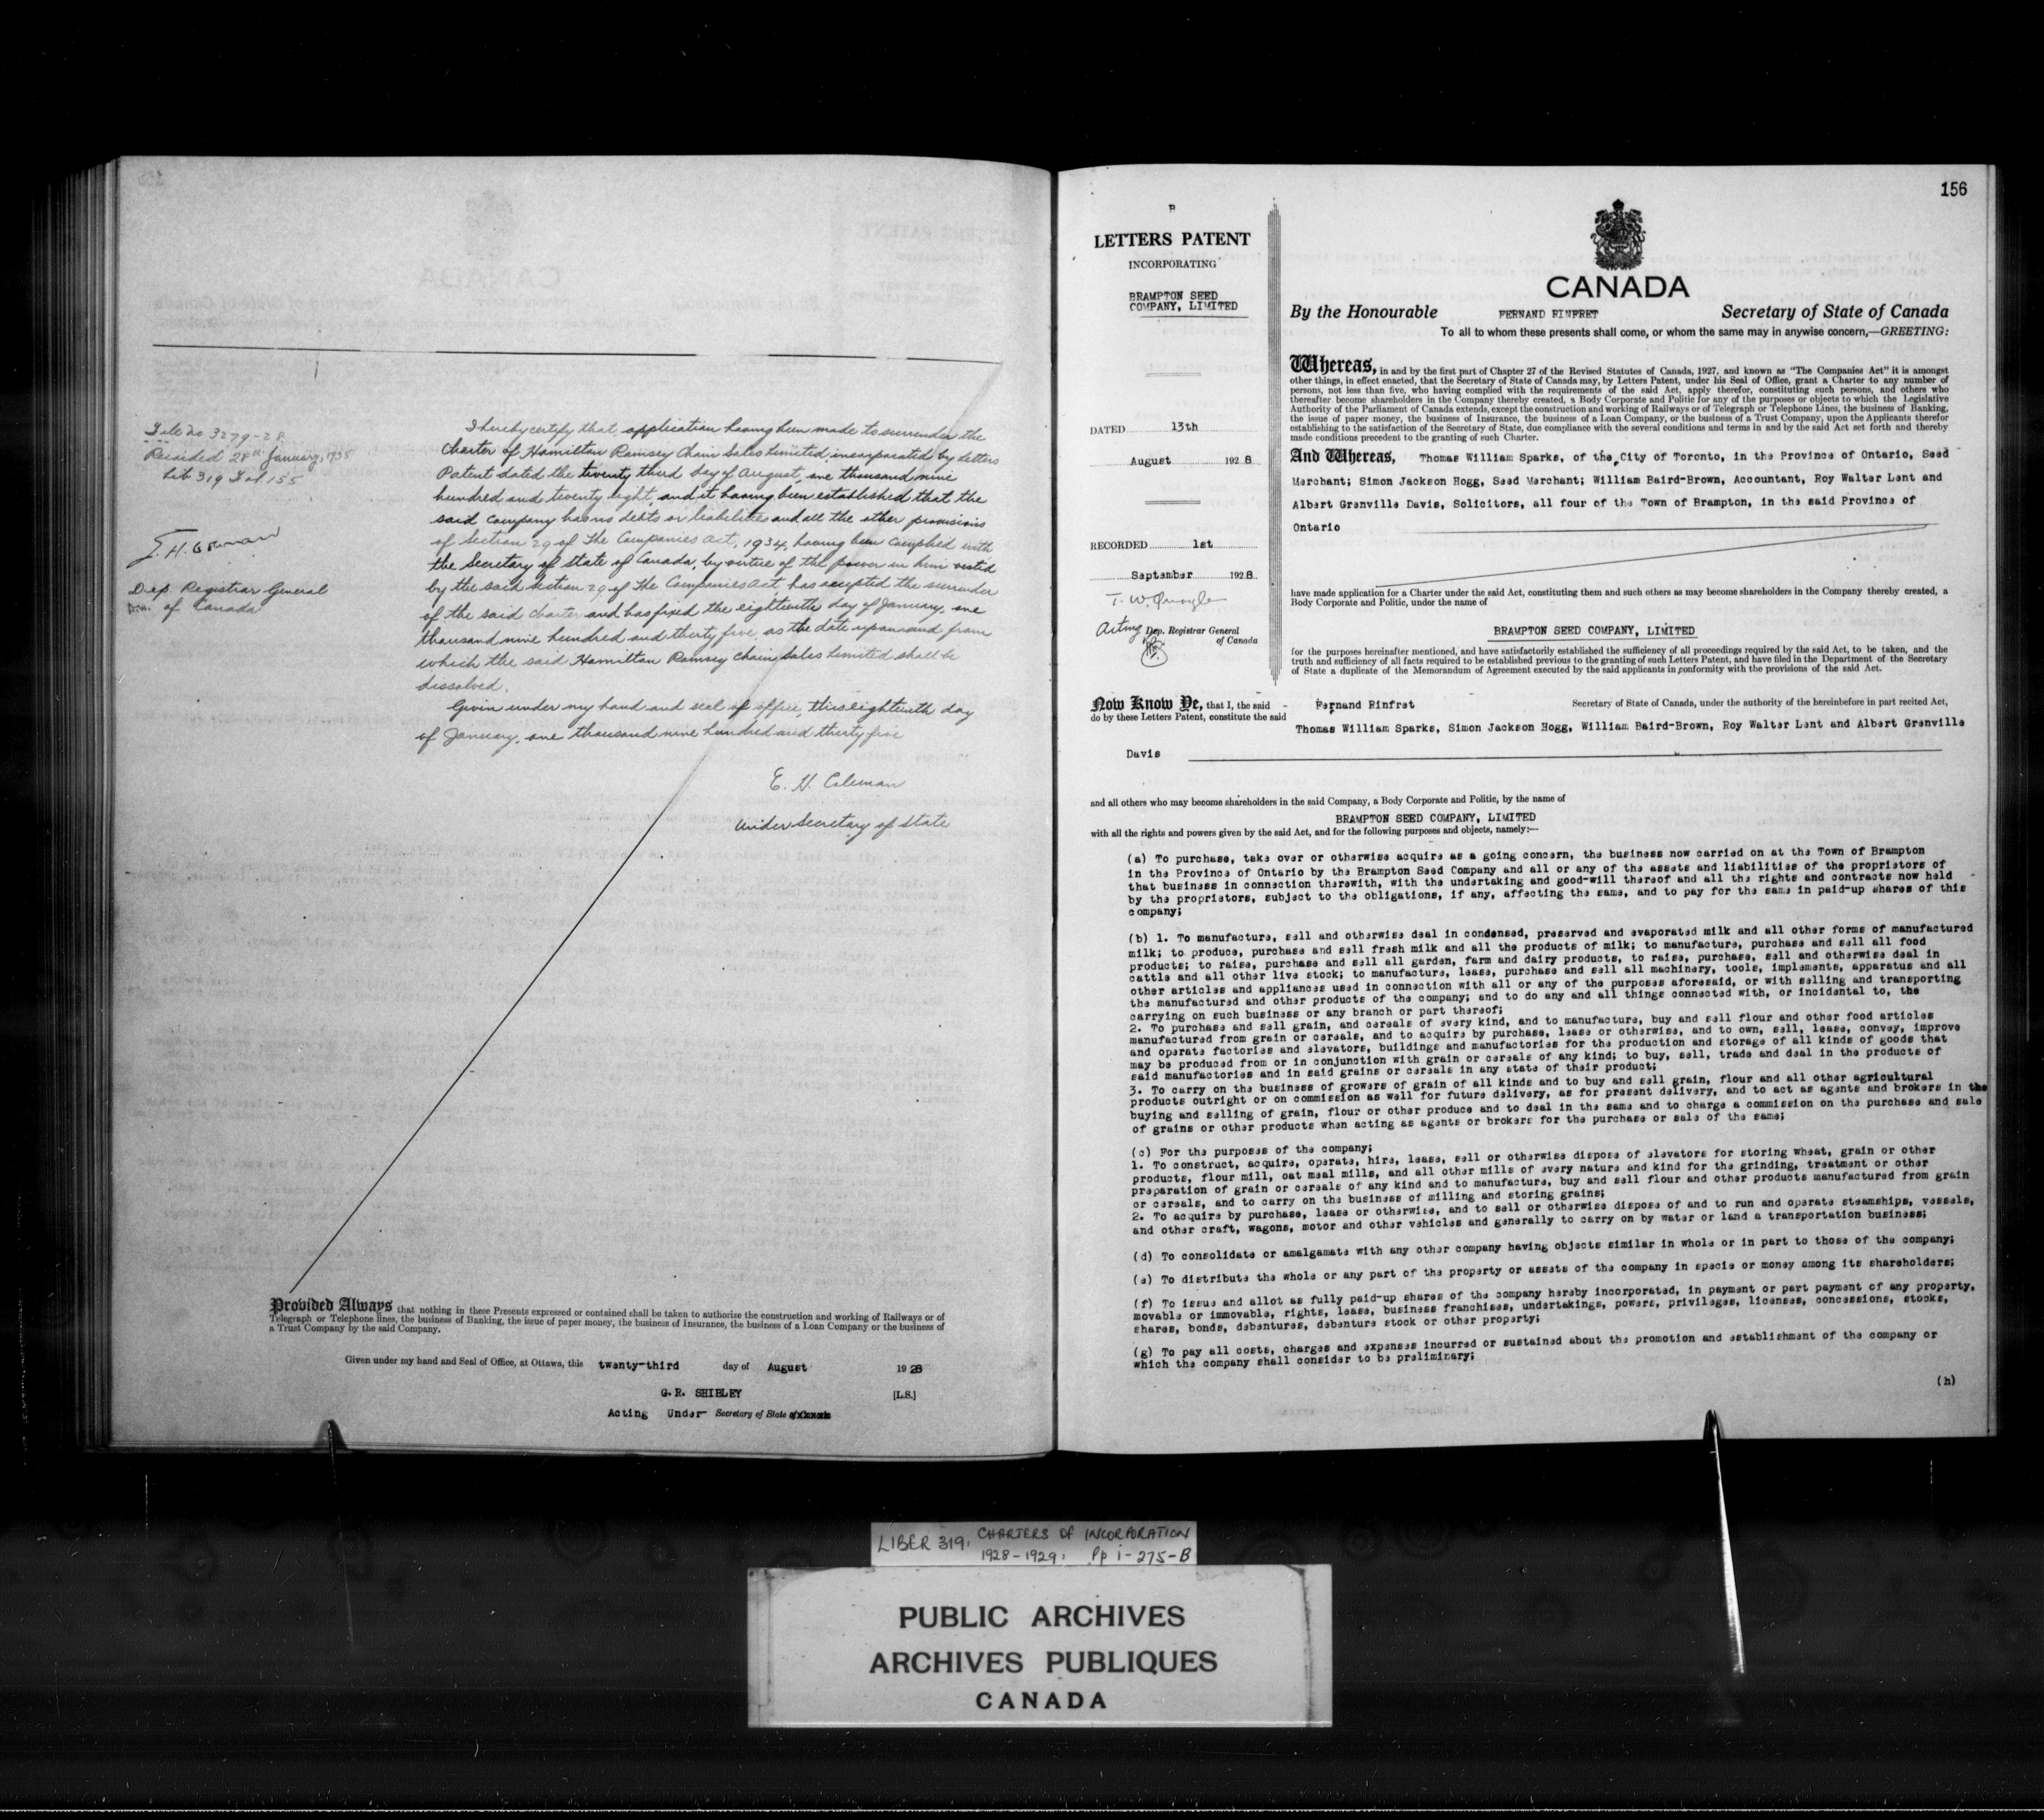 File no 3279-28
Recorded 28th January, 1935
Lib 319 Fol 155
Dep. Registrar General
of Canada
I hereby certify that application having been made to surrender the
Charter of Hamilton Ramsey Chain Sales Limited incorporated by Letters
Patent dated the twenty third day of August, one thousand nine
hundred and twenty eight, and it having been established that the
said company has no debts or liabilities and all the other provisions
of section 29 of The Companies Act, 1934, having been complied with
the Secretary of State of Canada, by virtue of the power in him vested
by the said section 29 of The Companies Act, has accepted the surrender
of the said charter and has fixed the eighteenth day of January, one
thousand nine hundred and thirty five, as the date upon and from
which the said Hamilton Ramsey Chain Sales Limited shall be
dissolved.
Given under my hand and seal of office, this eighteenth day
of January, one thousand nine hundred and thirty five
E. H. Coleman
Under Secretary of State
Provided Always that nothing in these Presents expressed or contained shall be taken to authorize the construction and working of Railways or of
Telegraph or Telephone lines, the business of Banking, the issue of paper money, the business of Insurance, the business of a Loan Company or the business of
a Trust Company by the said Company.
Given under my hand and Seal of Office, at Ottawa, this twenty-third day of August 1928
G. R. SHIBLEY [L.S.]
Acting Under- Secretary of State
156
LETTERS PATENT
INCORPORATING
BRAMPTON SEED
COMPANY, LIMITED
DATED 13th
August 1928
RECORDED 1st
September 1928.
T. W. Quayle
Acting Dep. Registrar General
of Canada
CANADA
By the Honourable FERNAND RINFRET Secretary of State of Canada
To all to whom these presents shall come, or whom the same may in anywise concern,—GREETING:
Whereas, in and by the first part of Chapter 27 of the Revised Statutes of Canada, 1927, and known as "The Companies Act" it is amongst
other things, in effect enacted, that the Secretary of State of Canada may, by Letters Patent, under his Seal of Office, grant a Charter to any number of
persons, not less than five, who having complied with the requirements of the said Act, apply therefor, constituting such persons, and others who
thereafter become shareholders in the Company thereby created, a Body Corporate and Politic for any of the purposes or objects to which the Legislative
Authority of the Parliament of Canada extends, except the construction and working of Railways or of Telegraph or Telephone Lines, the business of Banking,
the issue of paper money, the business of Insurance, the business of a Loan Company, or the business of a Trust Company, upon the Applicants therefor
establishing to the satisfaction of the Secretary of State, due compliance with the several conditions and terms in and by the said Act set forth and thereby
made conditions precedent to the granting of such Charter.
And Whereas, Thomas William Sparks, of the City of Toronto, in the Province of Ontario, Seed
Merchant; Simon Jackson Hogg, Seed Merchant; William Baird-Brown, Accountant, Roy Walter Lent and
Albert Grenville Davis, Solicitors, all four of the Town of Brampton, in the said Province of
Ontario
have made application for a Charter under the said Act, constituting them and such others as may become shareholders in the Company thereby created, a
Body Corporate and Politic, under the name of
BRAMPTON SEED COMPANY, LIMITED
for the purposes hereinafter mentioned, and have satisfactorily established the sufficiency of all proceedings required by the said Act, to be taken, and the
truth and sufficiency of all facts required to be established previous to the granting of such Letters Patent, and have filed in the Department of the Secretary
of State a duplicate of the Memorandum of Agreement executed by the said applicants in conformity with the provisions of the said Act.
Now Know Ye, that I, the said Fernand Rinfret Secretary of State of Canada, under the authority of the hereinbefore in part recited Act,
do by these Letters Patent, constitute the said
Thomas William Sparks, Simon Jackson Hogg, William Baird-Brown, Roy Walter Lent and Albert Grenville
Davis
and all others who may become shareholders in the said Company, a Body Corporate and Politic, by the name of
BRAMPTON SEED COMPANY, LIMITED
with all the rights and powers given by the said Act, and for the following purposes and objects, namely:—
(a) To purchase, take over or otherwise acquire as a going concern, the business now carried on at the Town of Brampton
in the Province of Ontario by the Brampton Seed Company and all or any of the assets and liabilities of the proprietors of
that business in connection therewith, with the undertaking and good-will thereof and all the rights and contracts now held
by the proprietors, subject to the obligations, if any, affecting the same, and to pay for the same in paid-up shares of this
company;
(b) 1. To manufacture, sell and otherwise deal in condensed, preserved and evaporated milk and all other forms of manufactured
milk; to produce, purchase and sell fresh milk and all the products of milk; to manufacture, purchase and sell all food
products; to raise, purchase and sell all garden, farm and dairy products, to raise, purchase, sell and otherwise deal in
cattle and all other live stock; to manufacture, lease, purchase and sell all machinery, tools, implements, apparatus and all
other articles and appliances used in connection with all or any of the purposes aforesaid, or with selling and transporting
the manufactured and other products of the company; and to do any and all things connected with, or incidental to, the
carrying on such business or any branch or part thereof;
2. To purchase and sell grain, and cereals of every kind, and to manufacture, buy and sell flour and other food articles
manufactured from grain or cereals, and to acquire by purchase, lease or otherwise, and to own, sell, lease, convey, improve
and operate factories and elevators, buildings and manufactories for the production and storage of all kinds of goods that
may be produced from or in conjunction with grain or cereals of any kind; to buy, sell, trade and deal in the products of
said manufactories and in said grains or cereals in any state of their product;
3. To carry on the business of growers of grain of all kinds and to buy and sell grain, flour and all other agricultural
products outright or on commission as well for future delivery, as for present delivery, and to act as agents and brokers in the
buying and selling of grain, flour or other produce and to deal in the same and to charge a commission on the purchase and sale
of grains or other products when acting as agents or brokers for the purchase or sale of the same;
(c) For the purposes of the company;
1. To construct, acquire, operate, hire, lease, sell or otherwise dispose of elevators for storing wheat, grain or other
products, flour mill, oat meal mills, and all other mills of every nature and kind for the grinding, treatment or other
preparation of grain or cereals of any kind and to manufacture, buy and sell flour and other products manufactured from grain
or cereals, and to carry on the business of milling and storing grains;
2. To acquire by purchase, lease or otherwise, and to sell or otherwise dispose of and to run and operate steamships, vessels,
and other craft, wagons, motor and other vehicles and generally to carry on by water or land a transportation business;
(d) To consolidate or amalgamate with any other company having objects similar in whole or in part to those of the company;
(e) To distribute the whole or any part of the property or assets of the company in specie or money among its shareholders;
(f) To issue and allot as fully paid-up shares of the company hereby incorporated, in payment or part payment of any property,
movable or immovable, rights, lease, business franchises, undertakings, powers, privileges, licenses, concessions, stocks,
shares, bonds, debentures, debenture stock or other property;
(g) To pay all costs, charges and expenses incurred or sustained about the promotion and establishment of the company or
which the company shall consider to be preliminary;
(h)
LIBER 319: CHARTERS OF INCORPORATION
1928-1929: Pp i-275-B
PUBLIC ARCHIVES
ARCHIVES PUBLIQUES
CANADA